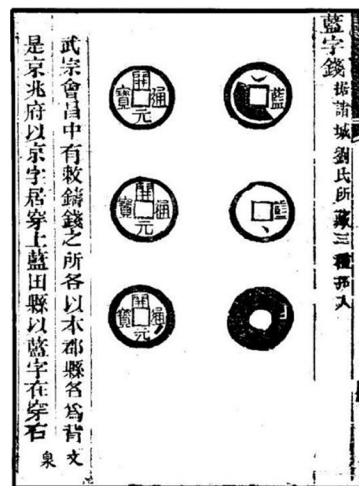 藍字錢 據諸城劉氏所藏三種拓入
藍
藍
開元通寶
開元通寶
開元通寶
武宗會昌中有敕鑄錢之所各以本郡縣名爲背文
是京兆府以京字居穿上藍田縣以藍字在穿右
泉